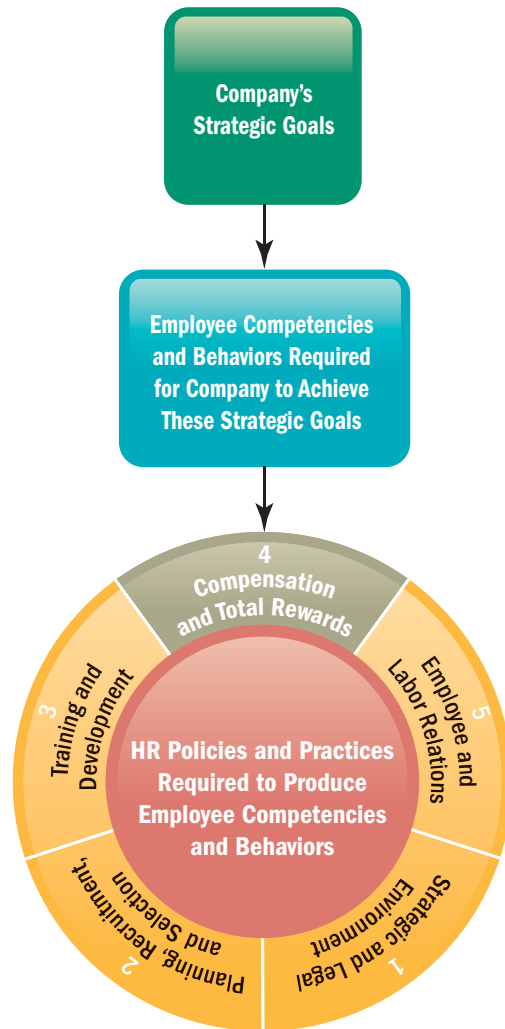 Company's
Strategic Goals
Employee Competencies
and Behaviors Required
for Company to Achieve
These Strategic Goals
4
Compensation
and Total Rewards
5
Employee and
Labor Relations
3
Training and
Development
HR Policies and Practices
Required to Produce
Employee Competencies
and Behaviors
1
Strategic and Legal
Environment
2
Planning, Recruitment,
and Selection